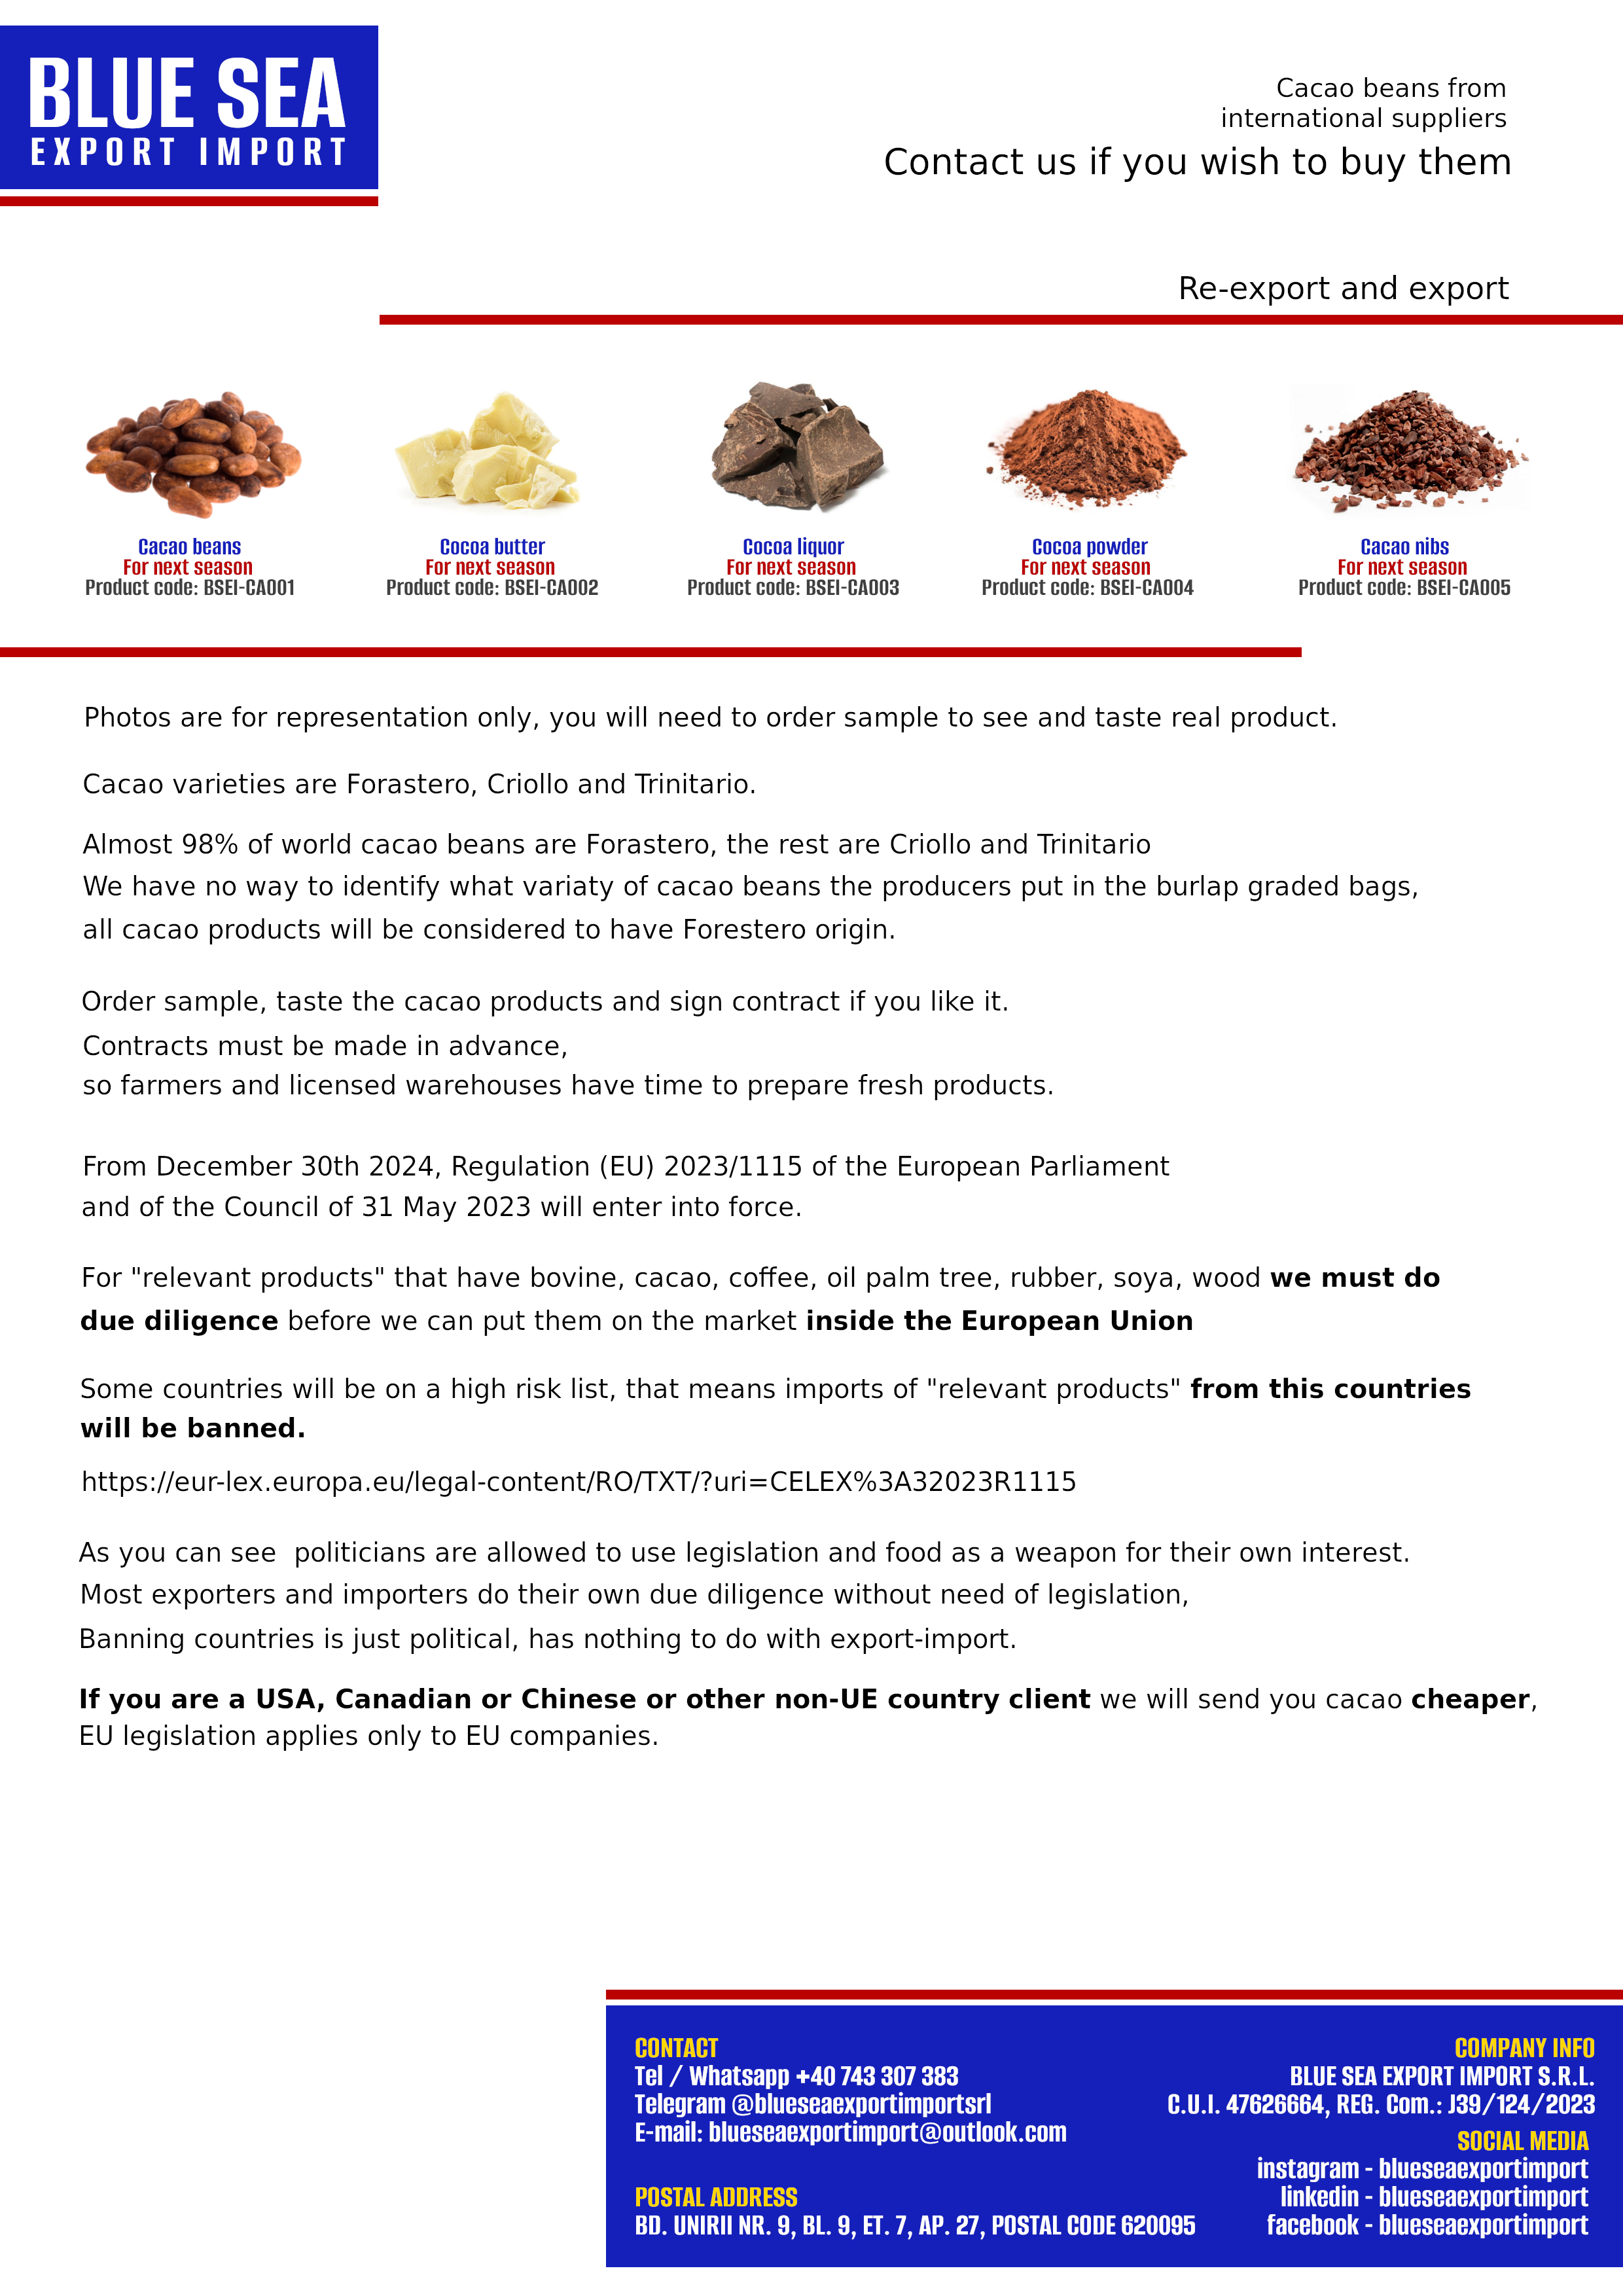 BLUE SEA
EXPORT IMPORT
Cacao beans from
international suppliers
Contact us if you wish to buy them
Re-export and export
Cacao beans
For next season
Product code: BSEI-CA001
Cocoa butter
For next season
Product code: BSEI-CA002
Cocoa liquor
For next season
Product code: BSEI-CA003
Cocoa powder
For next season
Product code: BSEI-CA004
Cacao nibs
For next season
Product code: BSEI-CA005
Photos are for representation only, you will need to order sample to see and taste real product.
Cacao varieties are Forastero, Criollo and Trinitario.
Almost 98% of world cacao beans are Forastero, the rest are Criollo and Trinitario
We have no way to identify what variaty of cacao beans the producers put in the burlap graded bags,
all cacao products will be considered to have Forestero origin.
Order sample, taste the cacao products and sign contract if you like it.
Contracts must be made in advance,
so farmers and licensed warehouses have time to prepare fresh products.
From December 30th 2024, Regulation (EU) 2023/1115 of the European Parliament
and of the Council of 31 May 2023 will enter into force.
For "relevant products" that have bovine, cacao, coffee, oil palm tree, rubber, soya, wood we must do
due diligence before we can put them on the market inside the European Union
Some countries will be on a high risk list, that means imports of "relevant products" from this countries
will be banned.
https://eur-lex.europa.eu/legal-content/RO/TXT/?uri=CELEX%3A32023R1115
As you can see  politicians are allowed to use legislation and food as a weapon for their own interest.
Most exporters and importers do their own due diligence without need of legislation,
Banning countries is just political, has nothing to do with export-import.
If you are a USA, Canadian or Chinese or other non-UE country client we will send you cacao cheaper,
EU legislation applies only to EU companies.
CONTACT
Tel / Whatsapp +40 743 307 383
Telegram @blueseaexportimportsrl
E-mail: blueseaexportimport@outlook.com
POSTAL ADDRESS
BD. UNIRII NR. 9, BL. 9, ET. 7, AP. 27, POSTAL CODE 620095
COMPANY INFO
BLUE SEA EXPORT IMPORT S.R.L.
C.U.I. 47626664, REG. Com.: J39/124/2023
SOCIAL MEDIA
instagram - blueseaexportimport
linkedin - blueseaexportimport
facebook - blueseaexportimport